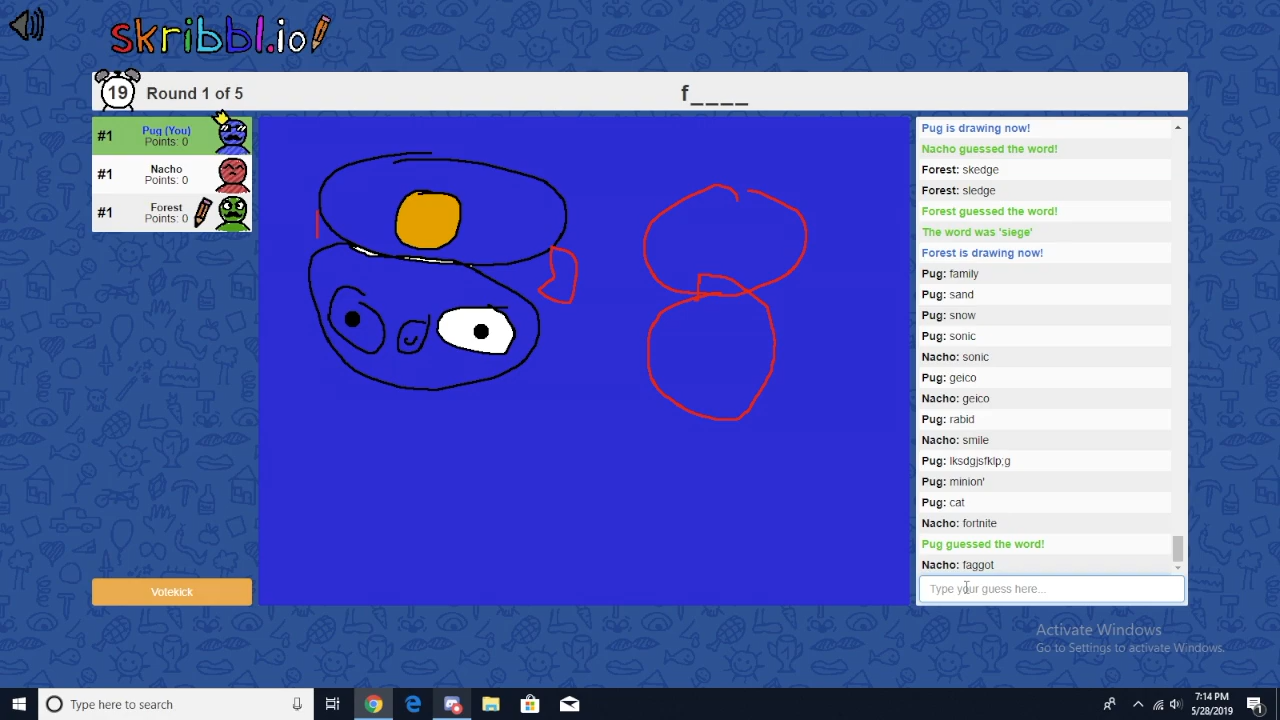 skribbl.io
19
Round 1 of 5
f____
#1
Pug (You)
Points: 0
#1
Nacho
Points: 0
#1
Forest
Points: 0
Votekick
Pug is drawing now!
Nacho guessed the word!
Forest: skedge
Forest: sledge
Forest guessed the word!
The word was 'siege'
Forest is drawing now!
Pug: family
Pug: sand
Pug: snow
Pug: sonic
Nacho: sonic
Pug: geico
Nacho: geico
Pug: rabid
Nacho: smile
Pug: lksdgjsfklp;g
Pug: minion'
Pug: cat
Nacho: fortnite
Pug guessed the word!
Nacho: faggot
Type your guess here...
Activate Windows
Go to Settings to activate Windows.
Type here to search
7:14 PM
5/28/2019
1